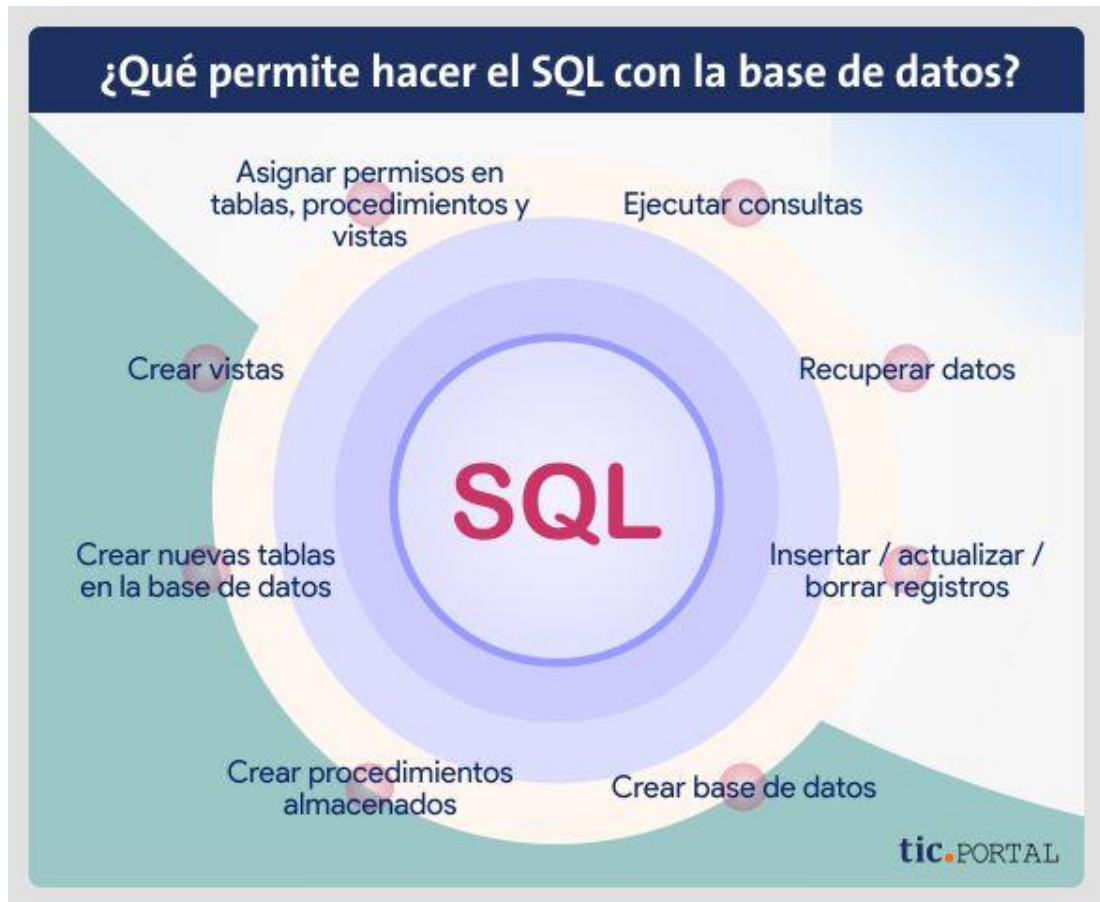 ¿Qué permite hacer el SQL con la base de datos?
Asignar permisos en
tablas, procedimientos y
vistas
Ejecutar consultas
Crear vistas
Recuperar datos
SQL
Crear nuevas tablas
en la base de datos
Insertar / actualizar /
borrar registros
Crear procedimientos
almacenados
Crear base de datos
tic.PORTAL